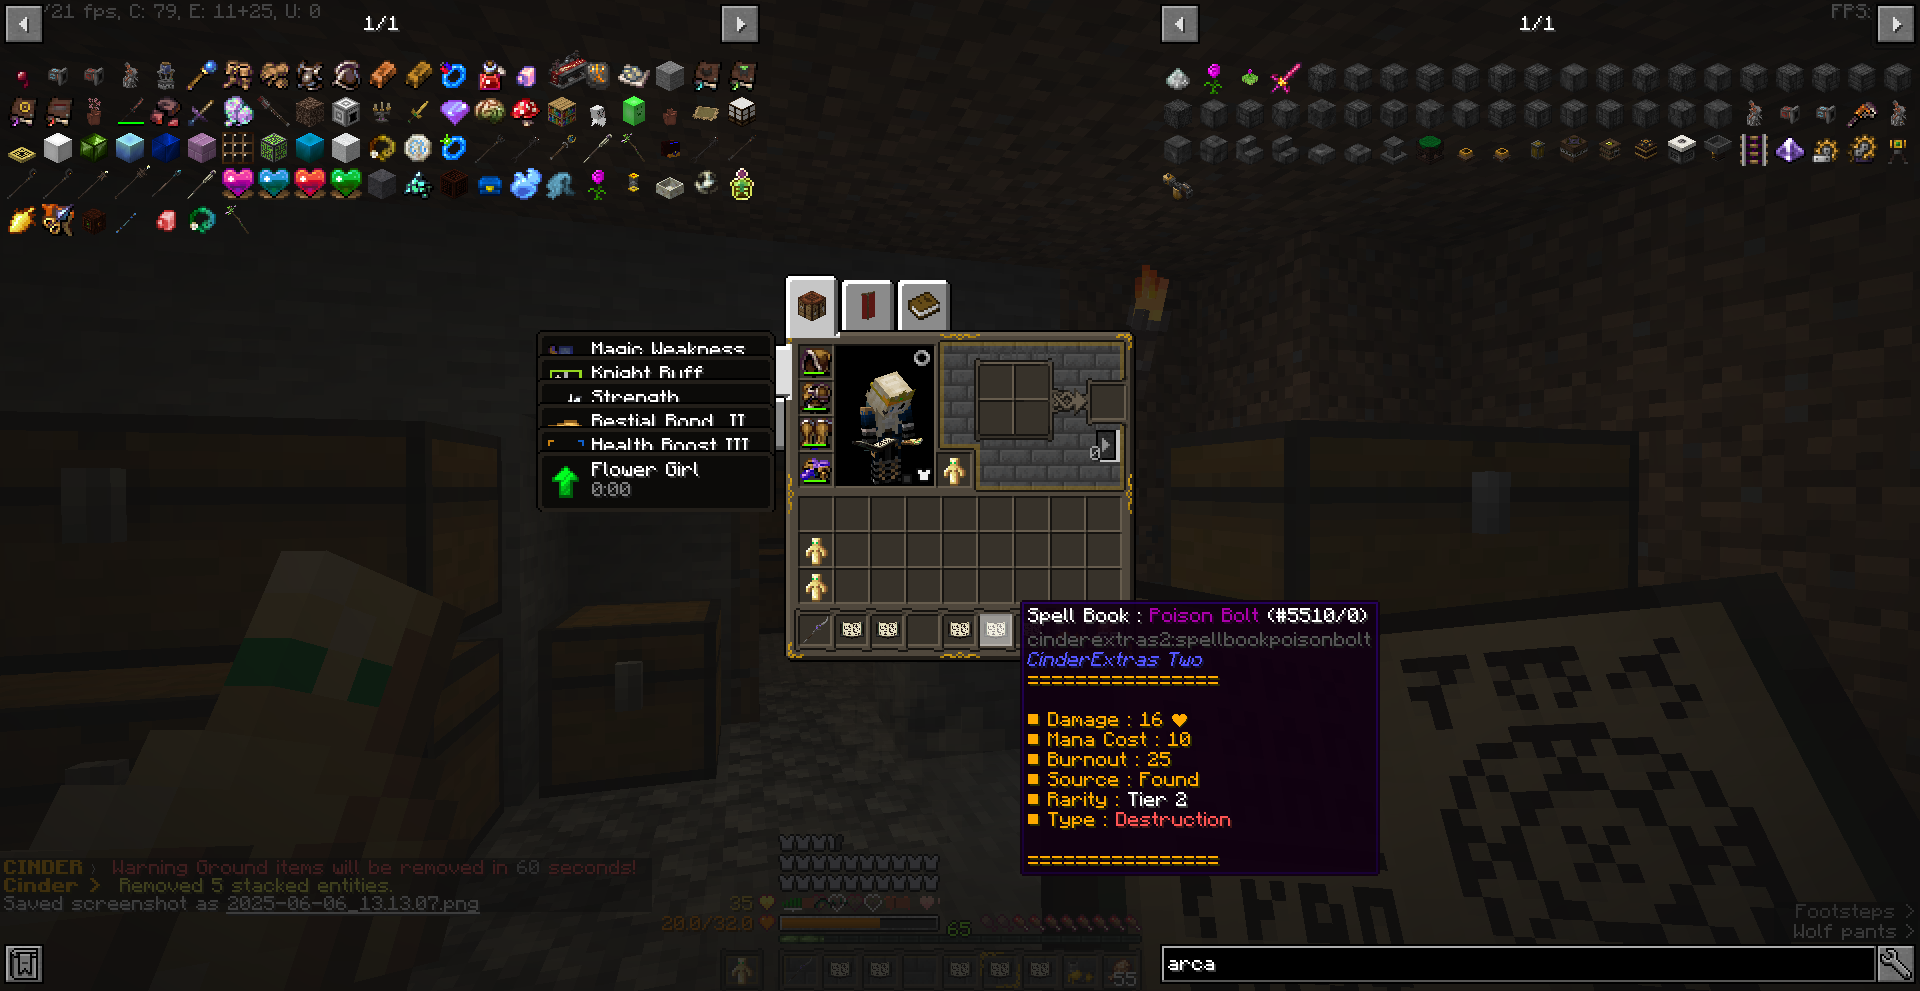 /21 fps, C: 79, E: 11+25, U: 0
1/1
1/1
FPS:
Magic Weakness
Knight Buff
Strength
Bestial Bond II
Health Boost III
Flower Girl
0:00
0
Spell Book : Poison Bolt (#5510/0)
cinderextras2:spellbookpoisonbolt
CinderExtras Two
================
Damage : 16 ❤
Mana Cost : 10
Burnout : 25
Source : Found
Rarity : Tier 2
Type : Destruction
================
CINDER › Warning Ground items will be removed in 60 seconds!
Cinder > Removed 5 stacked entities.
Saved screenshot as 2025-06-06_13.13.07.png
35
20.0/32.0
65
55
Footsteps >
Wolf pants >
arca